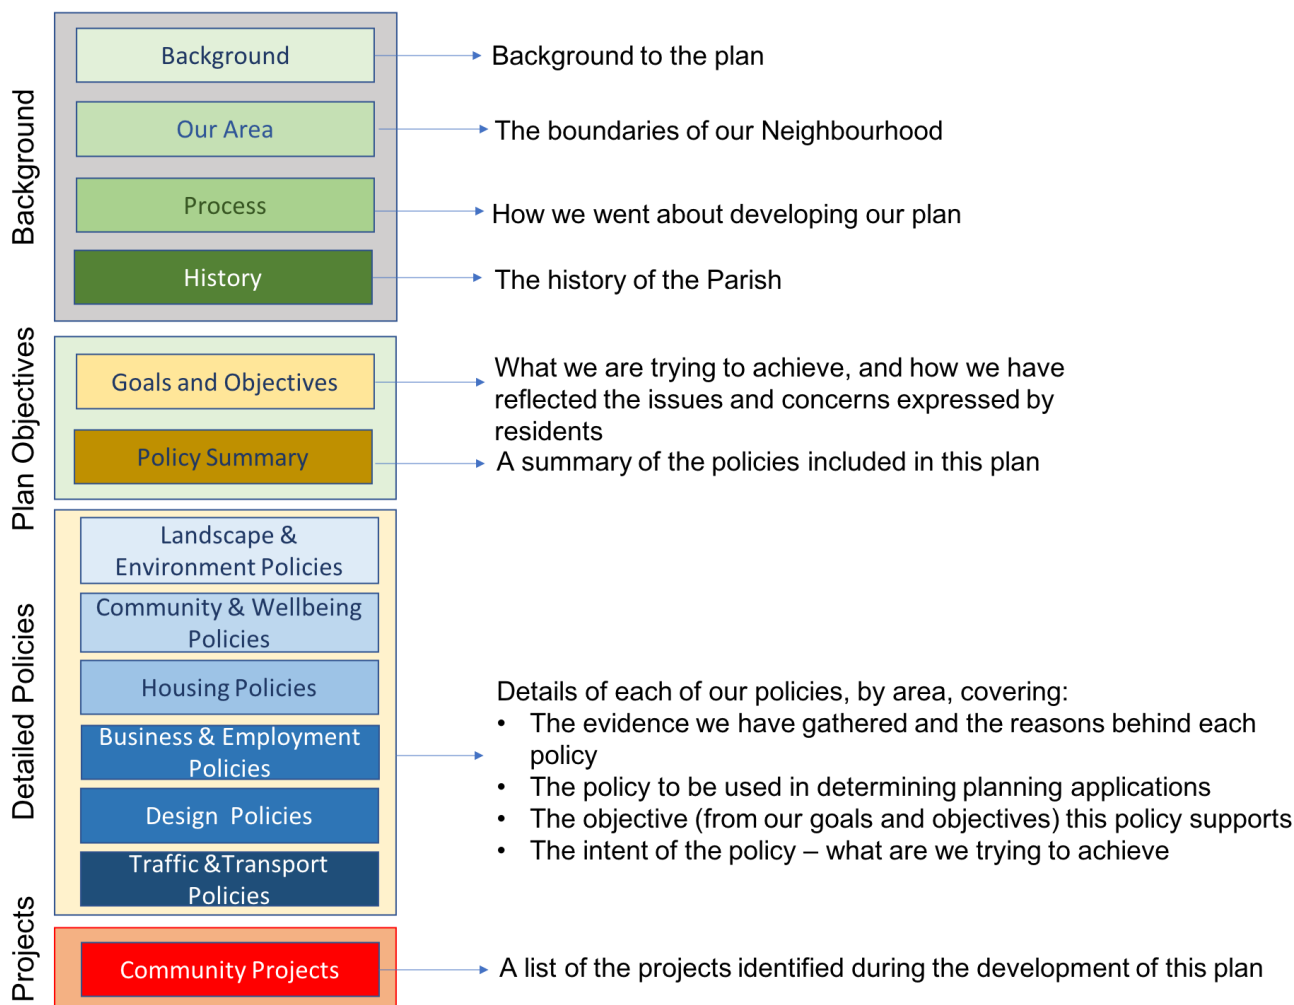 Background
Background
Background to the plan
Our Area
The boundaries of our Neighbourhood
Process
How we went about developing our plan
History
The history of the Parish
Plan Objectives
Goals and Objectives
What we are trying to achieve, and how we have
reflected the issues and concerns expressed by
residents
Policy Summary
A summary of the policies included in this plan
Detailed Policies
Landscape &
Environment Policies
Community & Wellbeing
Policies
Housing Policies
Business & Employment
Policies
Design  Policies
Traffic &Transport
Policies
Details of each of our policies, by area, covering:
• The evidence we have gathered and the reasons behind each
policy
• The policy to be used in determining planning applications
• The objective (from our goals and objectives) this policy supports
• The intent of the policy – what are we trying to achieve
Projects
Community Projects
A list of the projects identified during the development of this plan